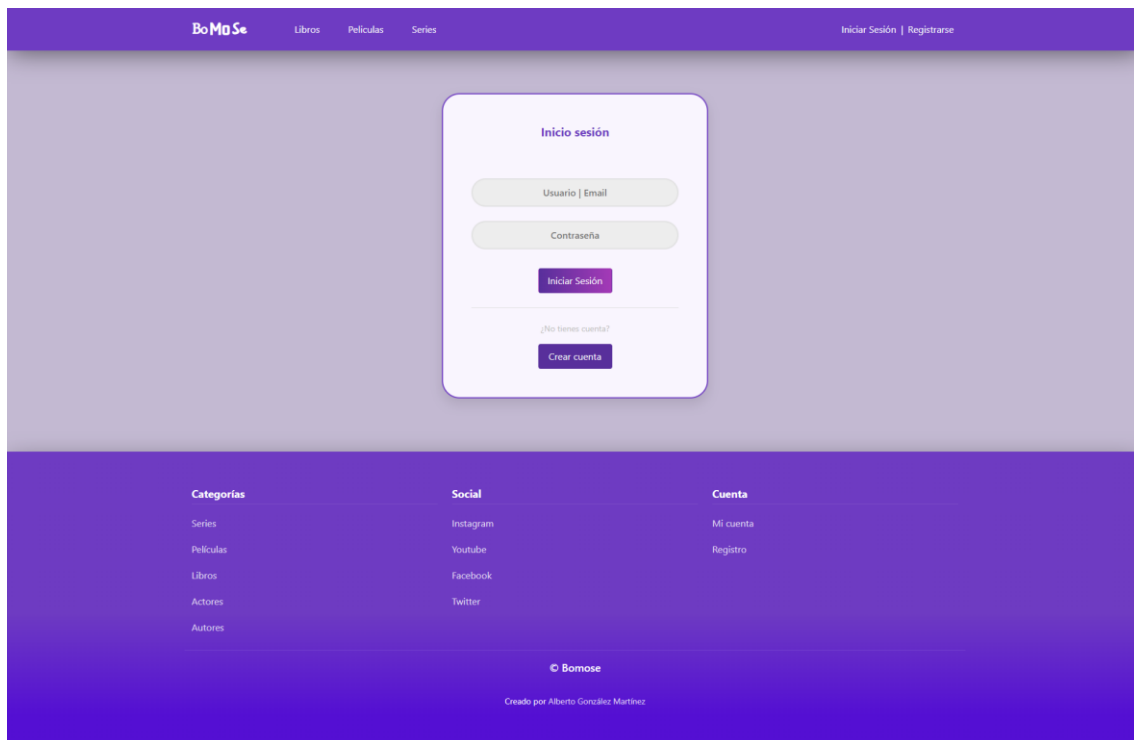 BoMoSe Libros Peliculas Series Iniciar Sesión | Registrarse
Inicio sesión
Usuario | Email
Contraseña
Iniciar Sesión
¿No tienes cuenta?
Crear cuenta
Categorías Social Cuenta
Series Instagram Mi cuenta
Películas Youtube Registro
Libros Facebook
Actores Twitter
Autores
© Bomose
Creado por Alberto González Martínez